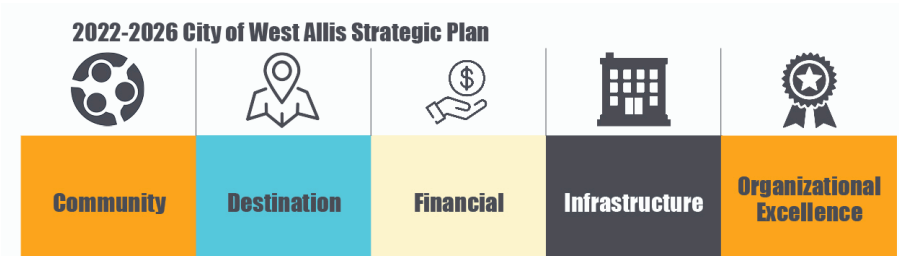 2022-2026 City of West Allis Strategic Plan
$
Community
Destination
Financial
Infrastructure
Organizational
Excellence